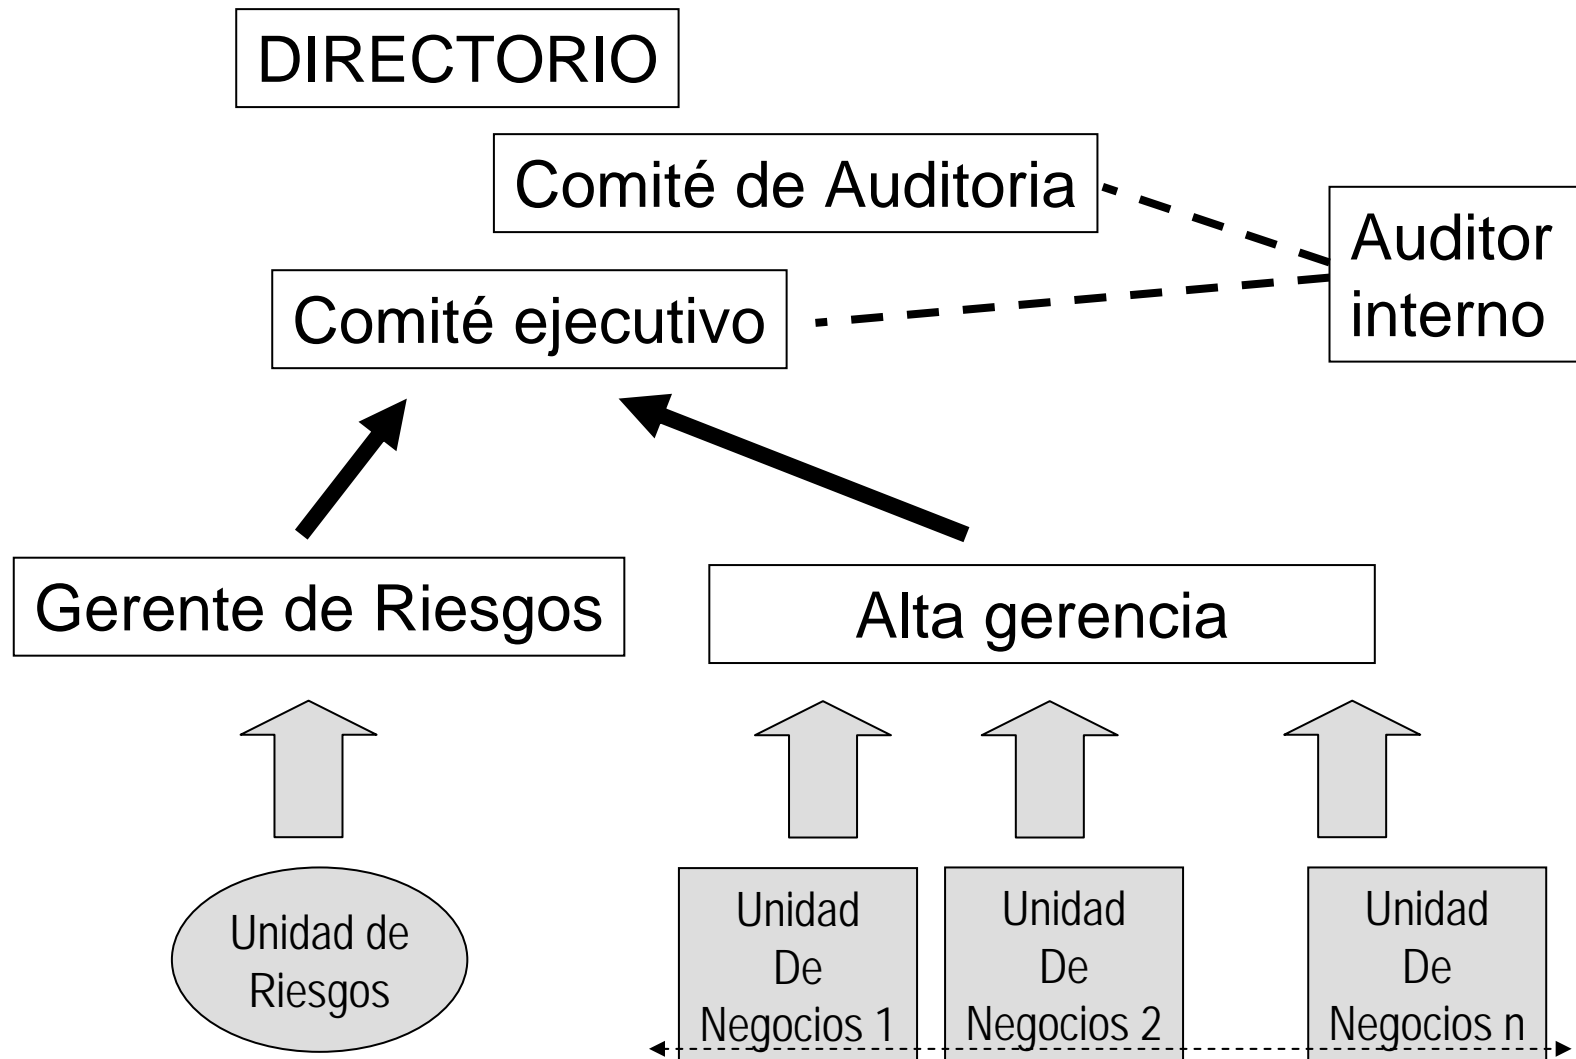 DIRECTORIO
Comité de Auditoria
Auditor
interno
Comité ejecutivo
Gerente de Riesgos
Alta gerencia
Unidad de
Riesgos
Unidad
De
Negocios 1
Unidad
De
Negocios 2
Unidad
De
Negocios n